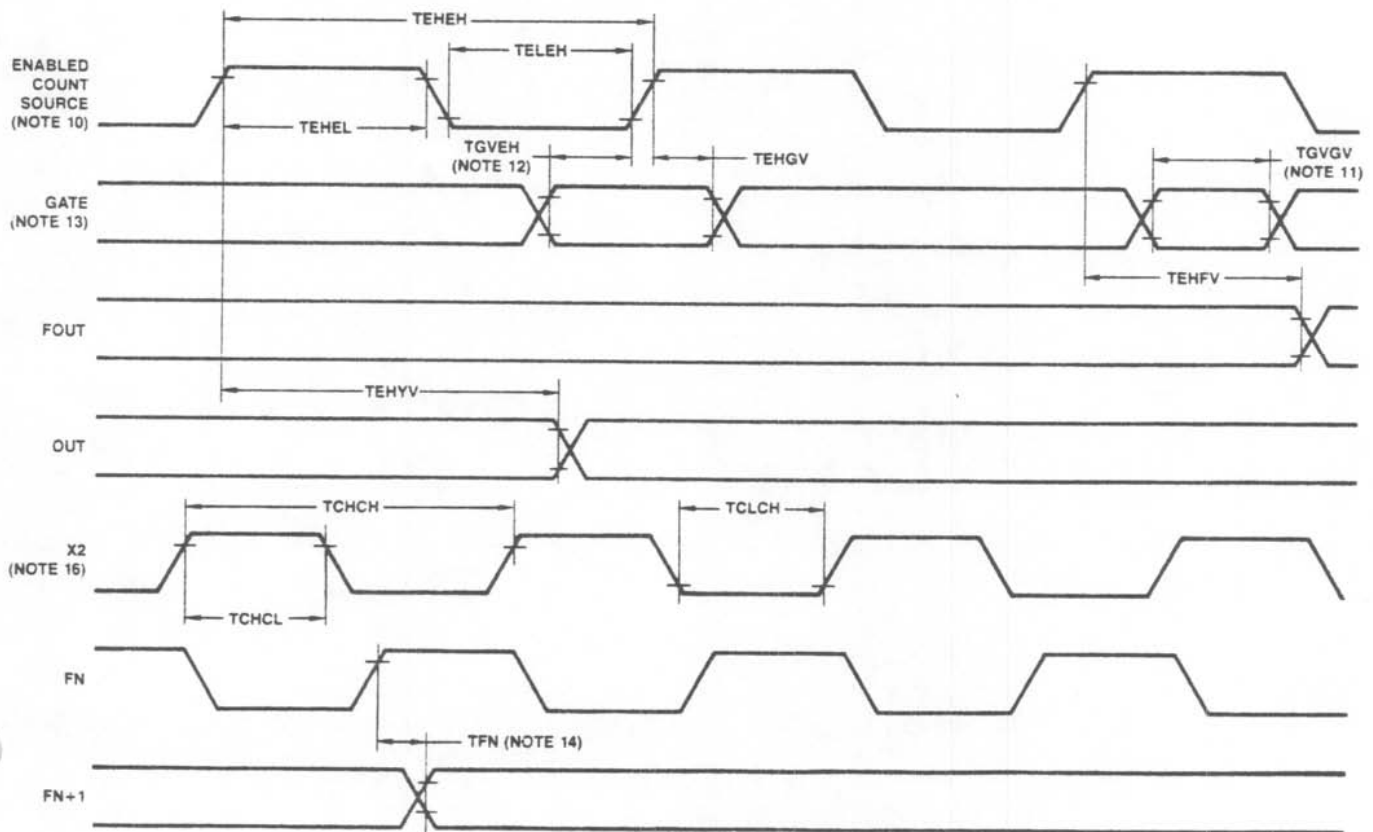 TEHEH
TELEH
ENABLED
COUNT
SOURCE
(NOTE 10)
TEHEL
TGVEH
(NOTE 12)
TEHGV
TGVGV
(NOTE 11)
GATE
(NOTE 13)
TEHFV
FOUT
TEHYV
OUT
TCHCH
TCLCH
X2
(NOTE 16)
TCHCL
FN
TFN (NOTE 14)
FN+1